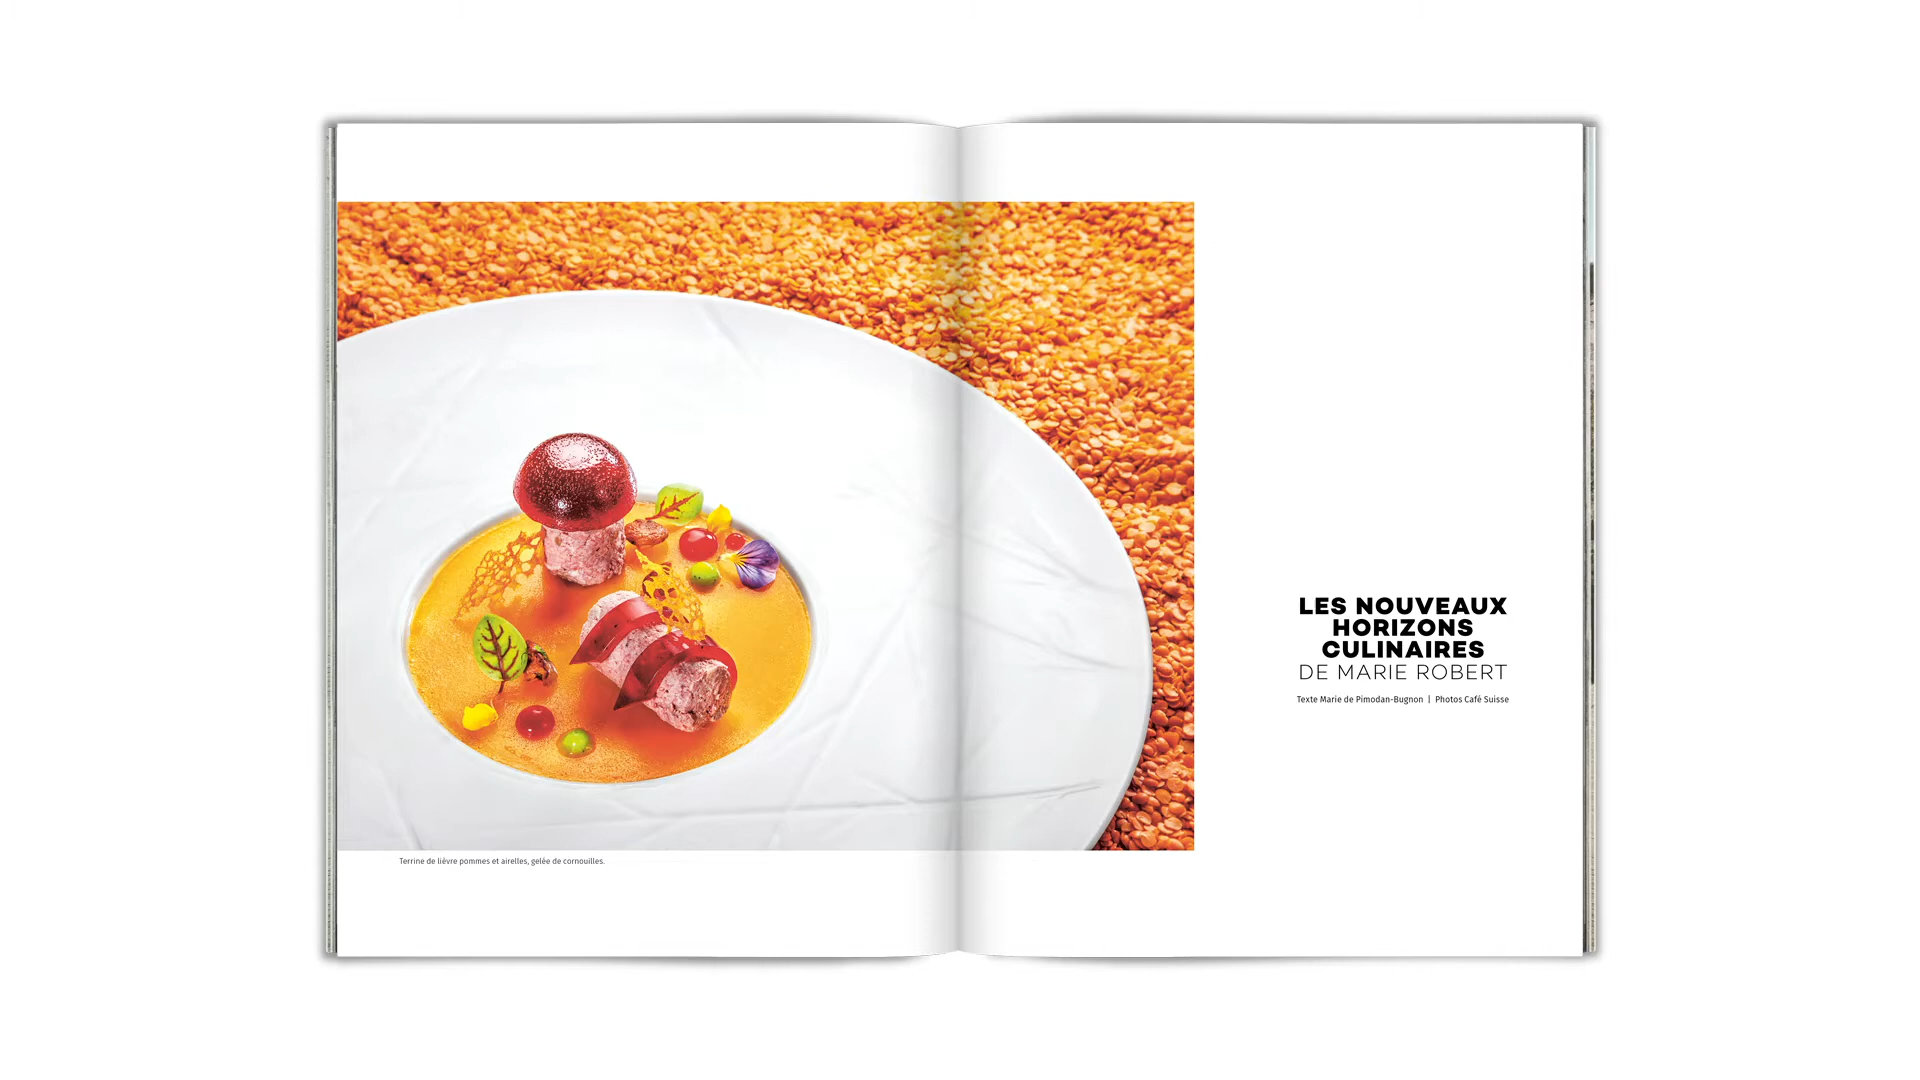 Terrine de lièvre pommes et airelles, gelée de cornouilles.
LES NOUVEAUX
HORIZONS
CULINAIRES
DE MARIE ROBERT
Texte Marie de Pimodan-Bugnon | Photos Café Suisse